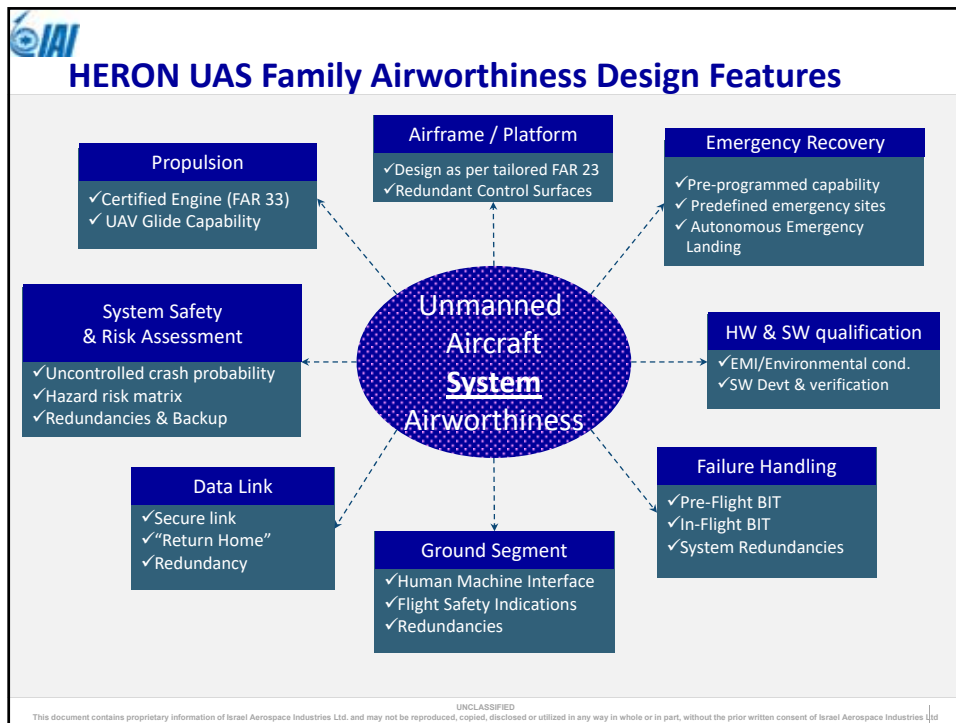 IAI
HERON UAS Family Airworthiness Design Features
Propulsion
✓Certified Engine (FAR 33)
✓ UAV Glide Capability
Airframe / Platform
✓Design as per tailored FAR 23
✓Redundant Control Surfaces
Emergency Recovery
✓Pre-programmed capability
✓ Predefined emergency sites
✓ Autonomous Emergency
Landing
System Safety
& Risk Assessment
✓Uncontrolled crash probability
✓Hazard risk matrix
✓Redundancies & Backup
Unmanned
Aircraft
System
Airworthiness
HW & SW qualification
✓EMI/Environmental cond.
✓SW Devt & verification
Data Link
✓Secure link
✓“Return Home”
✓Redundancy
Ground Segment
✓Human Machine Interface
✓Flight Safety Indications
✓Redundancies
Failure Handling
✓Pre-Flight BIT
✓In-Flight BIT
✓System Redundancies
UNCLASSIFIED
This document contains proprietary information of Israel Aerospace Industries Ltd. and may not be reproduced, copied, disclosed or utilized in any way in whole or in part, without the prior written consent of Israel Aerospace Industries Ltd